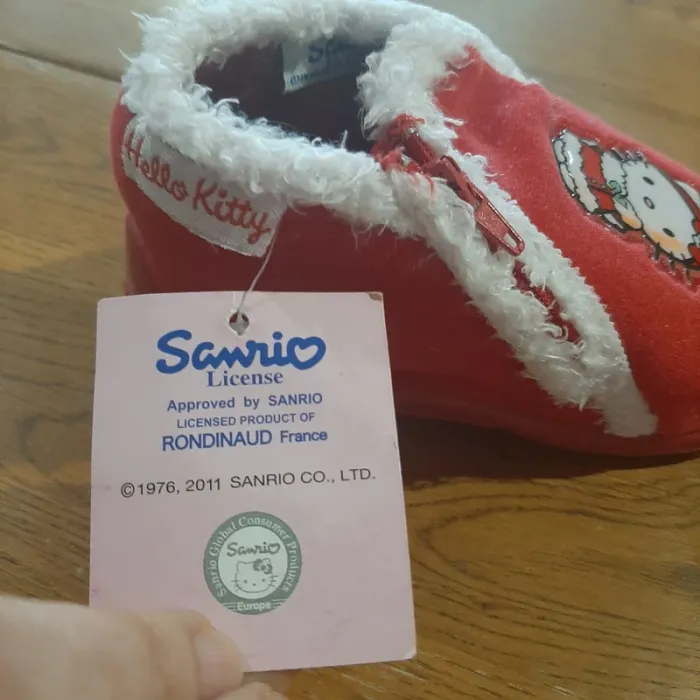 Hello Kitty
Sanrio
License
Approved by SANRIO
LICENSED PRODUCT OF
RONDINAUD France
©1976, 2011 SANRIO CO., LTD.
Sanrio Global Consumer Products
Sanrio
Europe